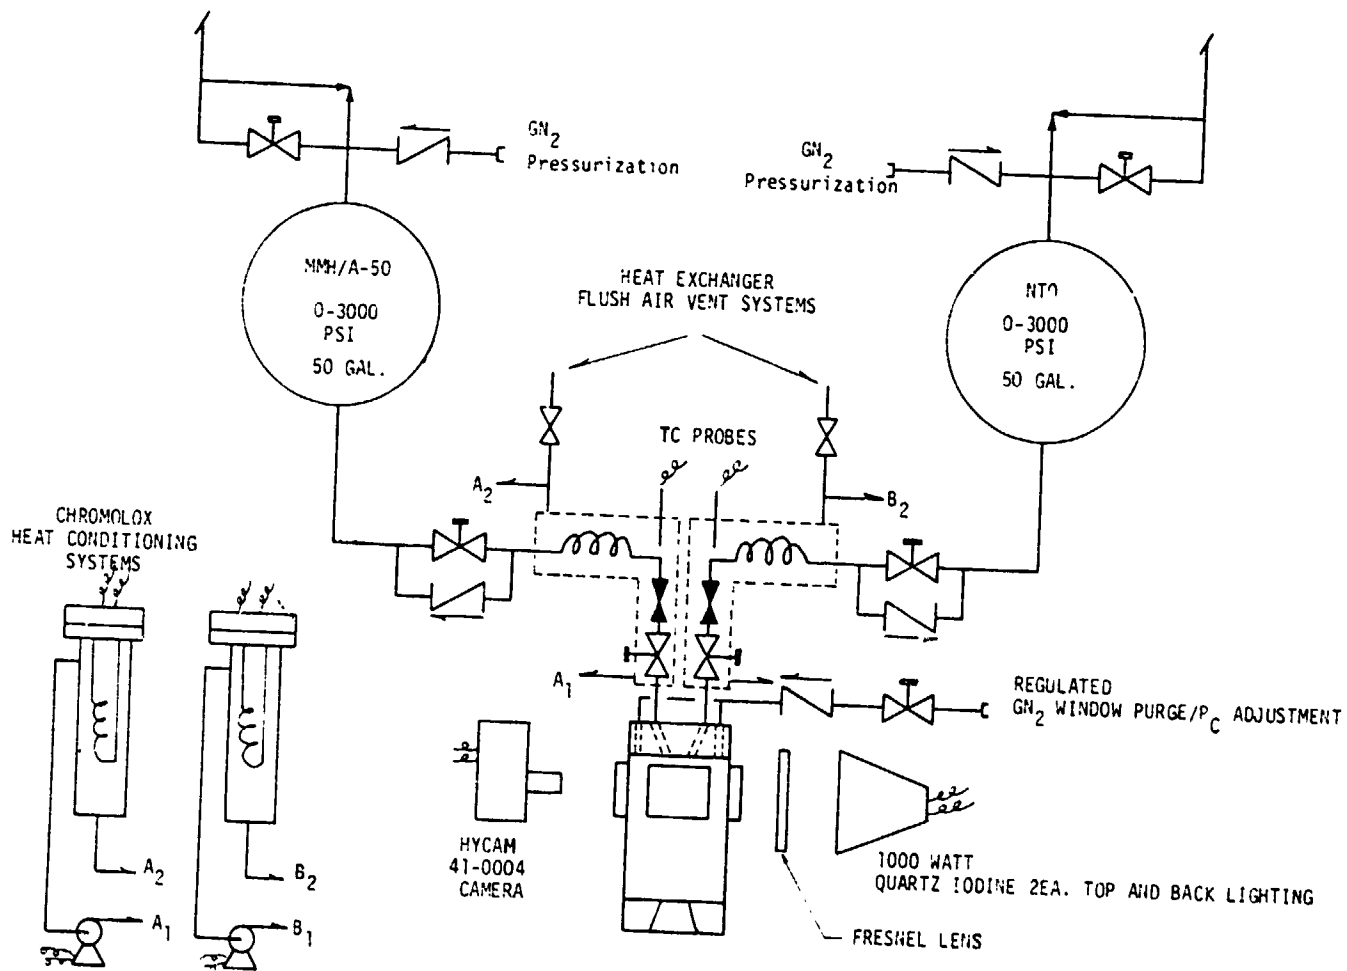 GN2
Pressurization
GN2
Pressurization
MMH/A-50
0-3000
PSI
50 GAL.
HEAT EXCHANGER
FLUSH AIR VENT SYSTEMS
NTO
0-3000
PSI
50 GAL.
TC PROBES
A2
B2
CHROMOLOX
HEAT CONDITIONING
SYSTEMS
A1
REGULATED
GN2 WINDOW PURGE/PC ADJUSTMENT
HYCAM
41-0004
CAMERA
1000 WATT
QUARTZ IODINE 2EA. TOP AND BACK LIGHTING
FRESNEL LENS
A2
B2
A1
B1